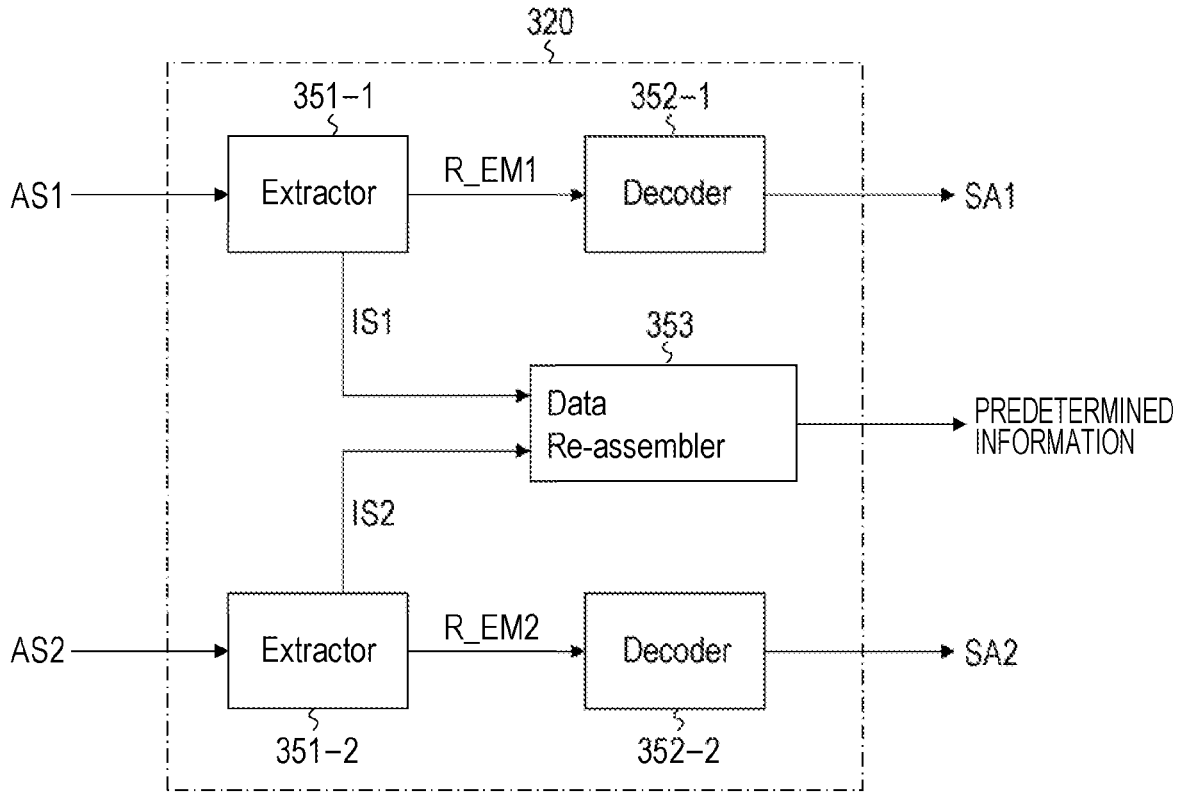 320
351-1
352-1
AS1
Extractor
R_EM1
Decoder
SA1
IS1
353
Data
Re-assembler
PREDETERMINED
INFORMATION
IS2
AS2
Extractor
R_EM2
Decoder
SA2
351-2
352-2